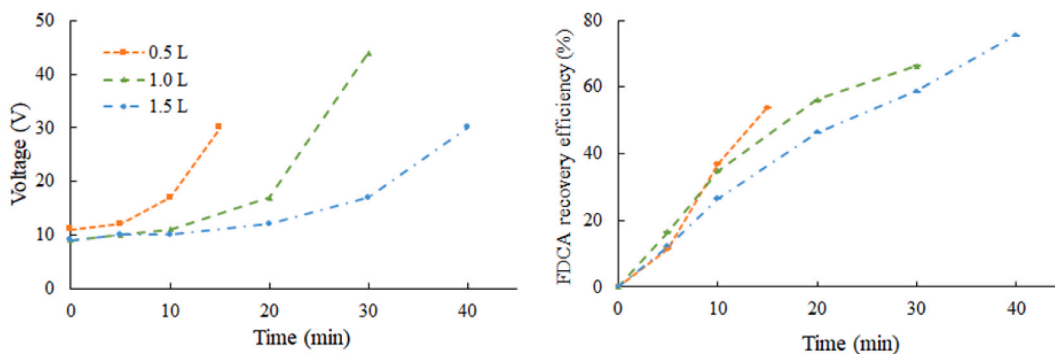 50
40
30
20
10
0
Voltage (V)
0.5 L
1.0 L
1.5 L
0 10 20 30 40
Time (min)
80
60
40
20
0
FDCA recovery efficiency (%)
0 10 20 30 40
Time (min)